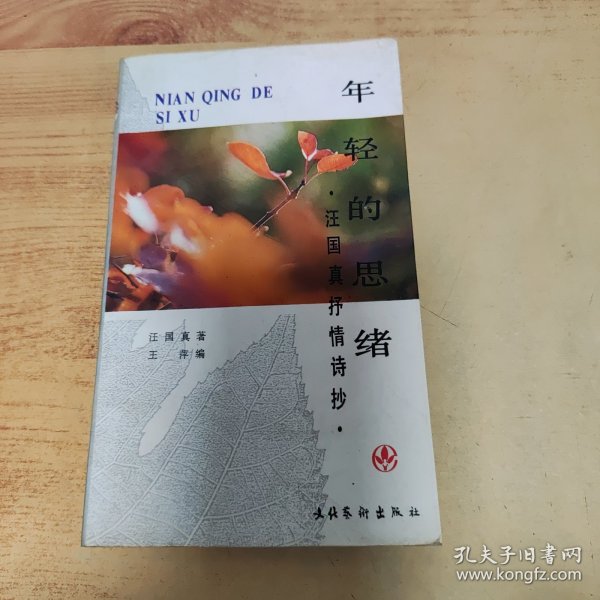 NIAN QING DE
SI XU
年轻的思绪
·汪国真抒情诗抄·
汪国真著
王萍编
文化艺术出版社
孔夫子旧书网
www.kongfz.com